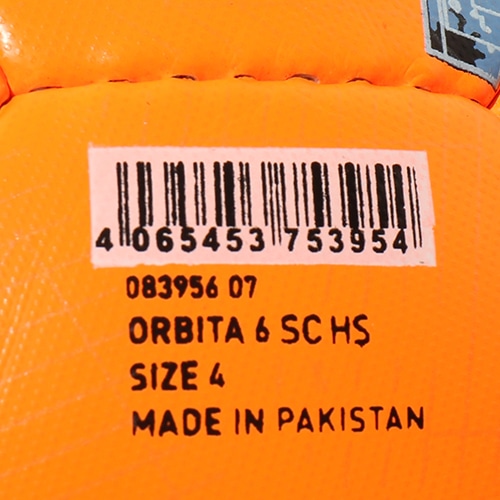 4 065453 753954
083956 07
ORBITA 6 SC HS
SIZE 4
MADE IN PAKISTAN